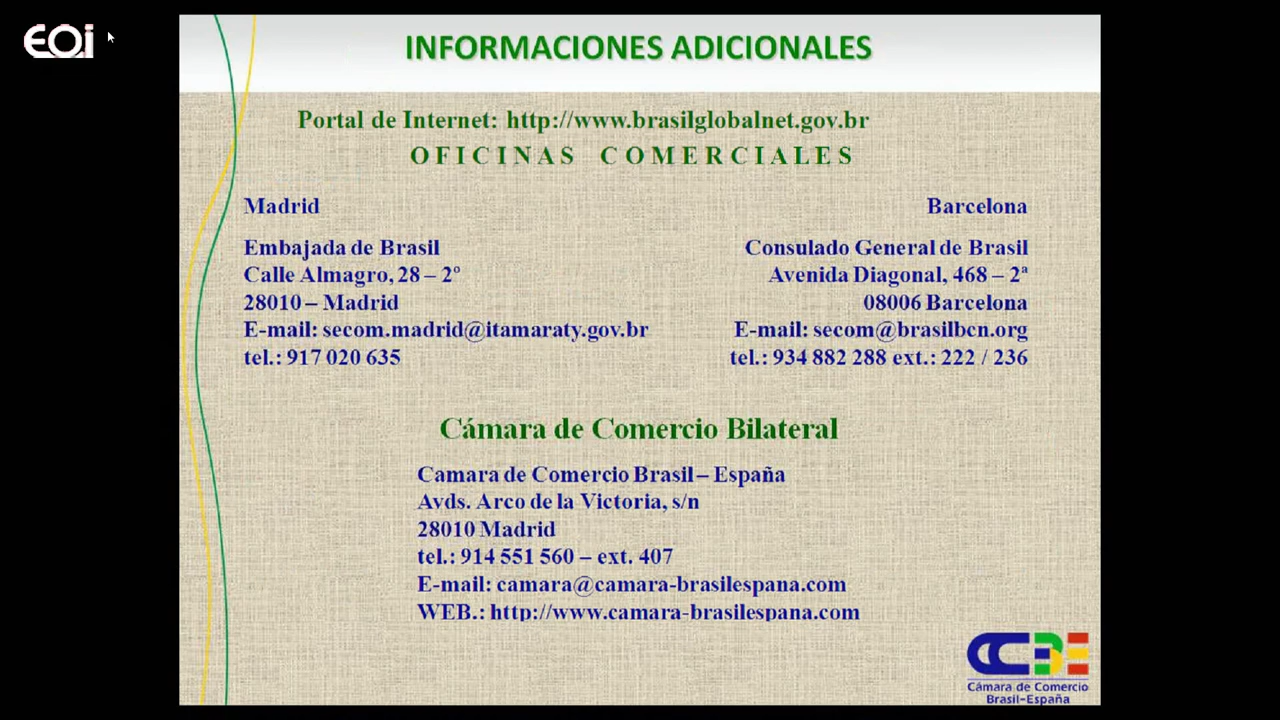 EOi
INFORMACIONES ADICIONALES
Portal de Internet: http://www.brasilglobalnet.gov.br
OFICINAS COMERCIALES
Madrid
Embajada de Brasil
Calle Almagro, 28 – 2º
28010 – Madrid
E-mail: secom.madrid@itamaraty.gov.br
tel.: 917 020 635
Barcelona
Consulado General de Brasil
Avenida Diagonal, 468 – 2ª
08006 Barcelona
E-mail: secom@brasilbcn.org
tel.: 934 882 288 ext.: 222 / 236
Cámara de Comercio Bilateral
Camara de Comercio Brasil – España
Avds. Arco de la Victoria, s/n
28010 Madrid
tel.: 914 551 560 – ext. 407
E-mail: camara@camara-brasilespana.com
WEB.: http://www.camara-brasilespana.com
CCBE
Cámara de Comercio
Brasil-España